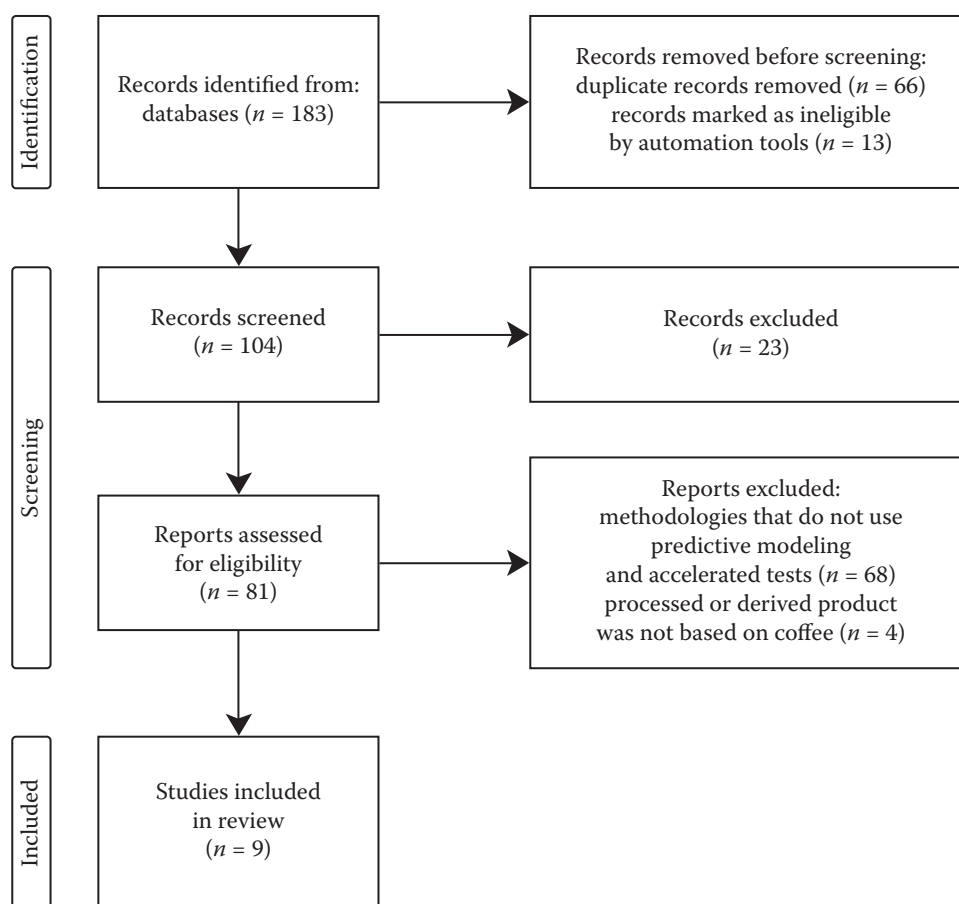 Identification
Records identified from:
databases (n = 183)
Records removed before screening:
duplicate records removed (n = 66)
records marked as ineligible
by automation tools (n = 13)
Screening
Records screened
(n = 104)
Records excluded
(n = 23)
Reports assessed
for eligibility
(n = 81)
Reports excluded:
methodologies that do not use
predictive modeling
and accelerated tests (n = 68)
processed or derived product
was not based on coffee (n = 4)
Included
Studies included
in review
(n = 9)